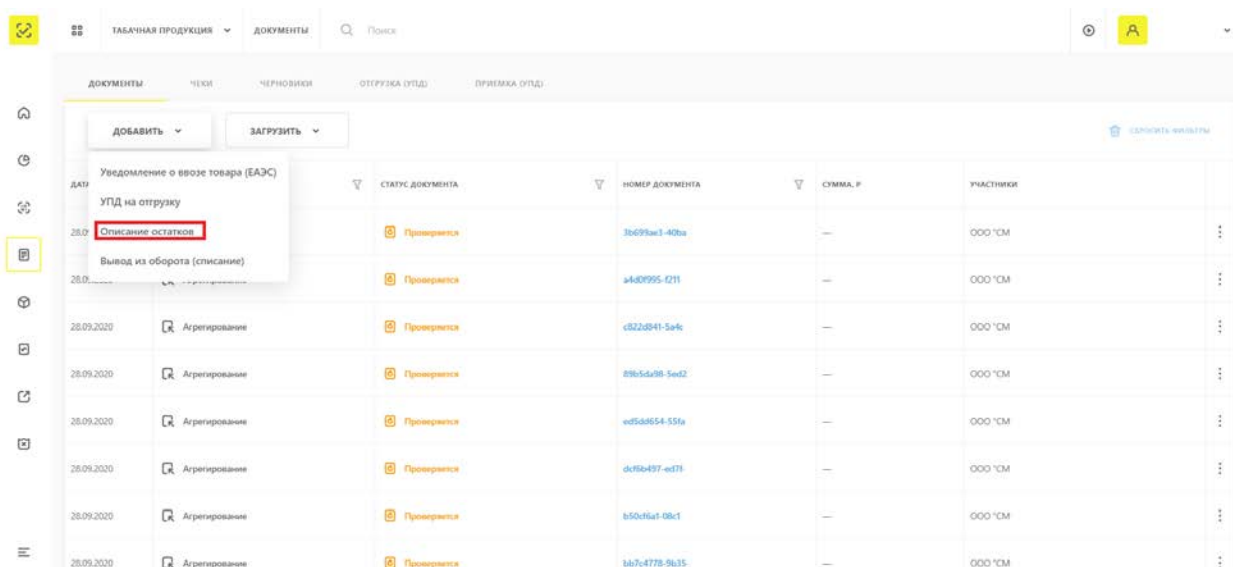 ТАБАЧНАЯ ПРОДУКЦИЯ ДОКУМЕНТЫ Поиск
ДОКУМЕНТЫ ЧЕКИ ЧЕРНОВИКИ ОТГРУЗКА (УПД) ПРИЕМКА (УПД)
ДОБАВИТЬ ЗАГРУЗИТЬ СБРОСИТЬ ФИЛЬТРЫ
Уведомление о ввозе товара (ЕАЭС)
УПД на отгрузку
Описание остатков
Вывод из оборота (списание)
СТАТУС ДОКУМЕНТА НОМЕР ДОКУМЕНТА СУММА, Р УЧАСТНИКИ
Проверяется 3b699ae3-40ba — ООО "СМ
Проверяется a4d0f995-f211 — ООО "СМ
28.09.2020 Агрегирование Проверяется c822d841-5a4c — ООО "СМ
28.09.2020 Агрегирование Проверяется 89b5da98-5ed2 — ООО "СМ
28.09.2020 Агрегирование Проверяется ed5dd654-55fa — ООО "СМ
28.09.2020 Агрегирование Проверяется dcf6b497-ed7f- — ООО "СМ
28.09.2020 Агрегирование Проверяется b50cf6a1-08c1 — ООО "СМ
28.09.2020 Агрегирование Проверяется bb7c4778-9b35- — ООО "СМ